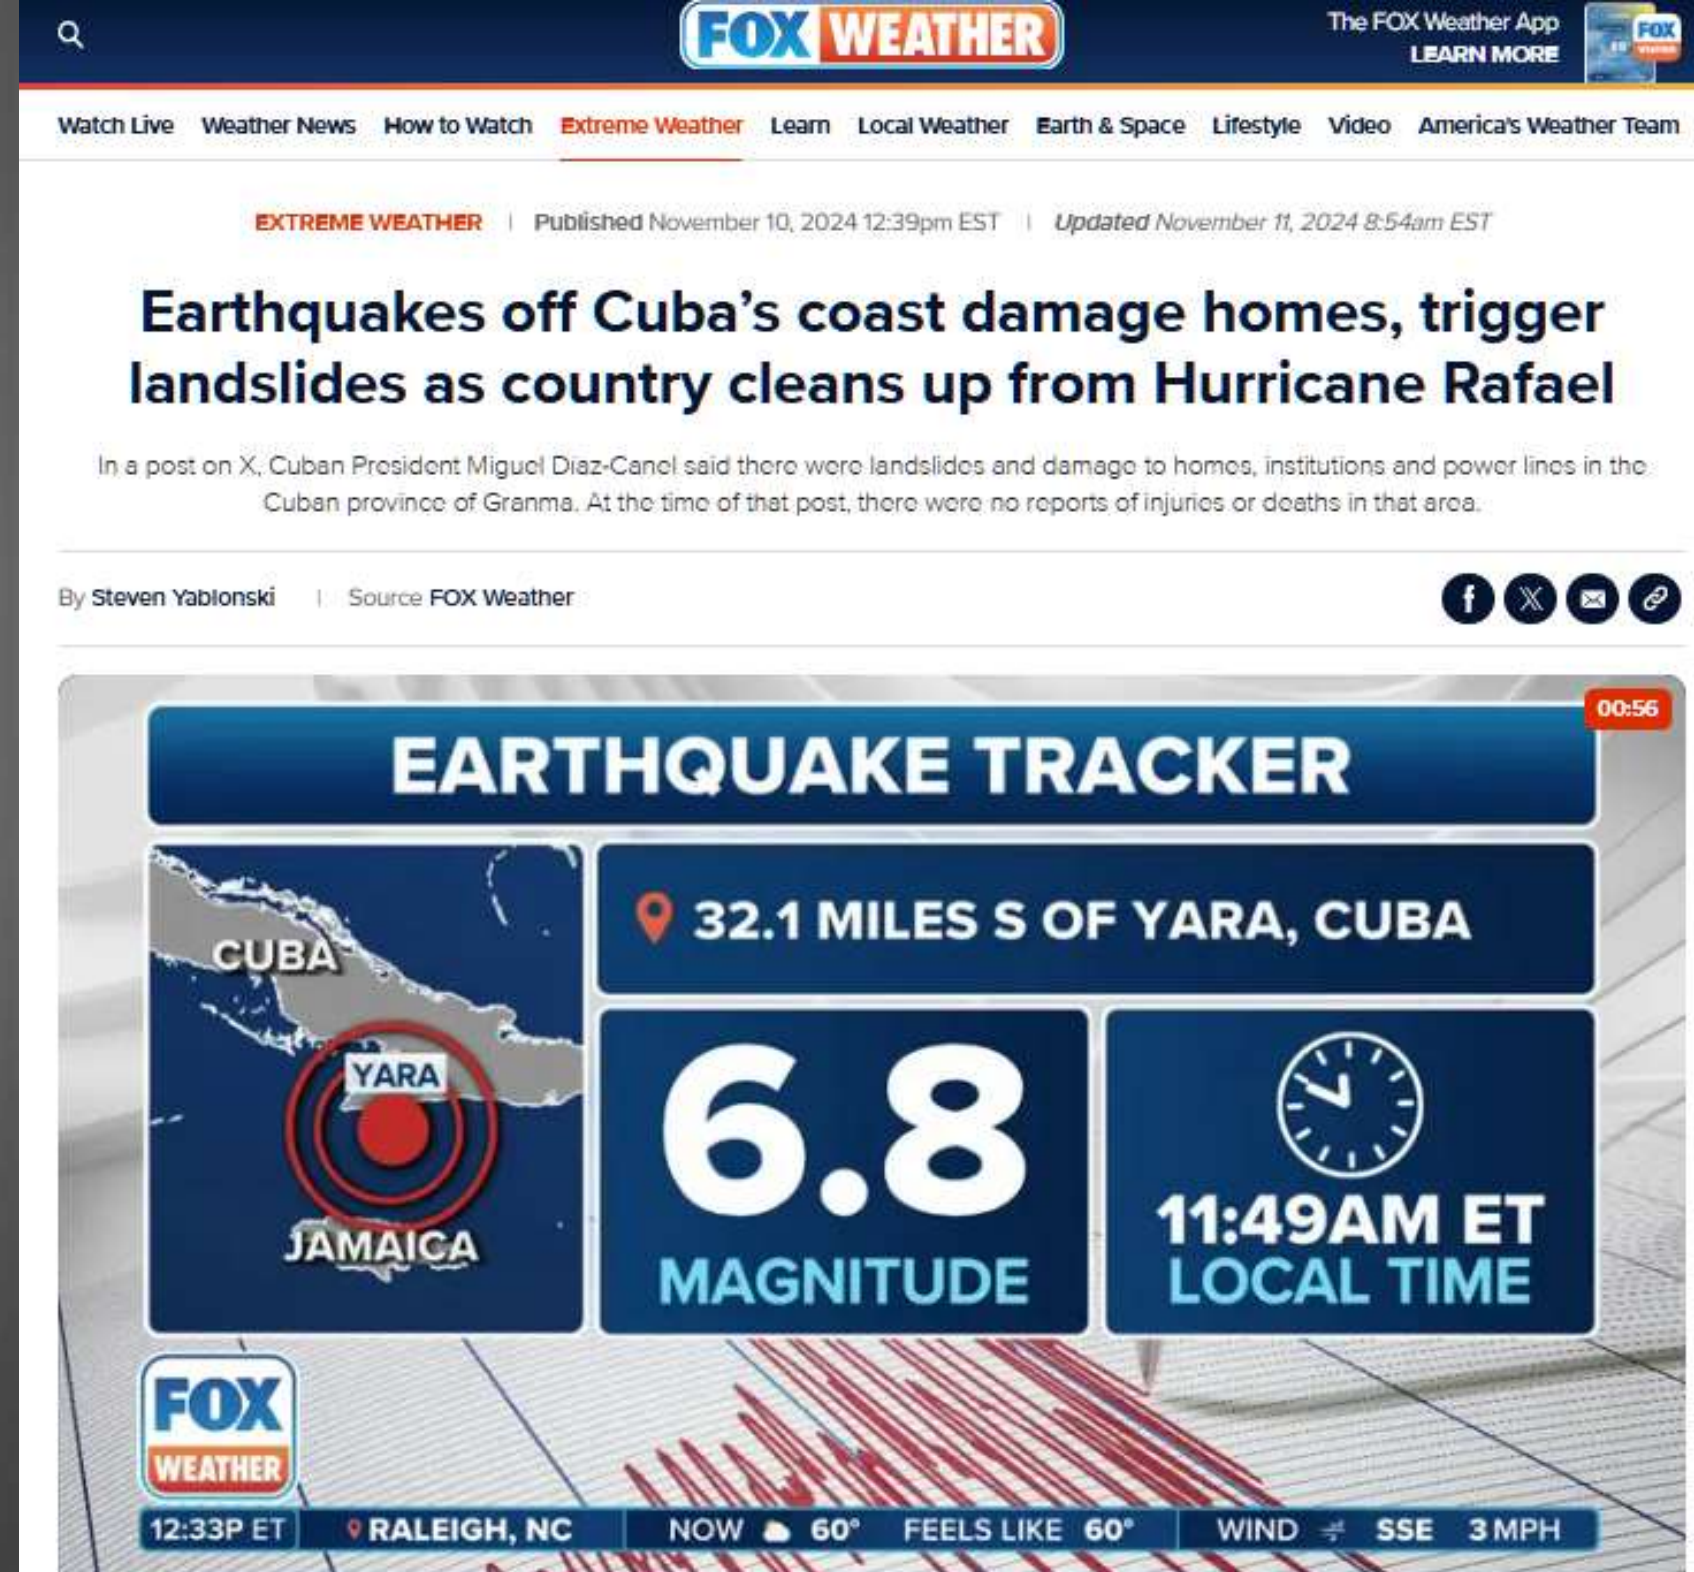 FOX WEATHER
The FOX Weather App
LEARN MORE
FOX
Watch Live Weather News How to Watch Extreme Weather Learn Local Weather Earth & Space Lifestyle Video America's Weather Team
EXTREME WEATHER | Published November 10, 2024 12:39pm EST | Updated November 11, 2024 8:54am EST
Earthquakes off Cuba's coast damage homes, trigger
landslides as country cleans up from Hurricane Rafael
In a post on X, Cuban President Miguel Díaz-Canel said there were landslides and damage to homes, institutions and power lines in the
Cuban province of Granma. At the time of that post, there were no reports of injuries or deaths in that area.
By Steven Yablonski | Source FOX Weather
00:56
EARTHQUAKE TRACKER
CUBA
YARA
JAMAICA
32.1 MILES S OF YARA, CUBA
6.8
MAGNITUDE
11:49AM ET
LOCAL TIME
FOX
WEATHER
12:33P ET RALEIGH, NC NOW 60° FEELS LIKE 60° WIND SSE 3 MPH